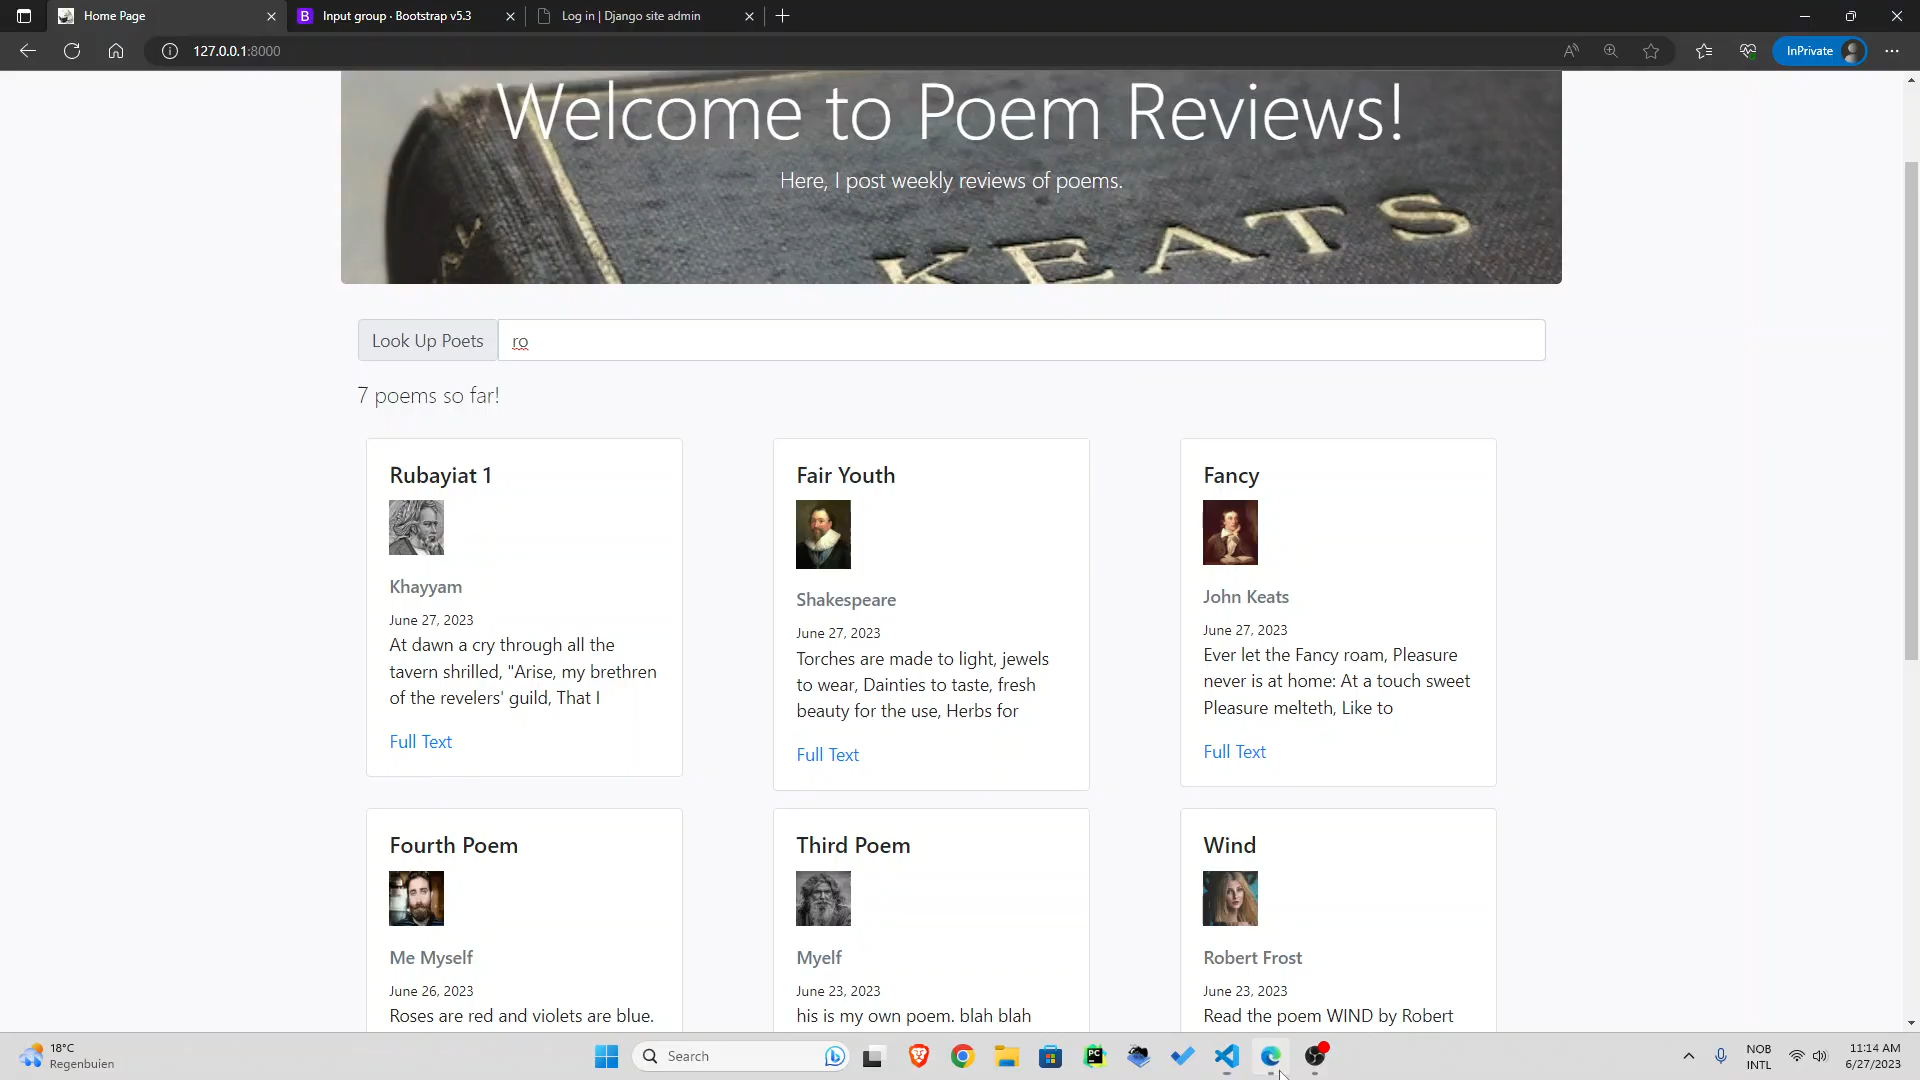 Home Page
Input group · Bootstrap v5.3
Log in | Django site admin
127.0.0.1:8000
InPrivate
Welcome to Poem Reviews!
Here, I post weekly reviews of poems.
KEATS
Look Up Poets
ro
7 poems so far!
Rubayiat 1
Khayyam
June 27, 2023
At dawn a cry through all the
tavern shrilled, "Arise, my brethren
of the revelers' guild, That I
Full Text
Fair Youth
Shakespeare
June 27, 2023
Torches are made to light, jewels
to wear, Dainties to taste, fresh
beauty for the use, Herbs for
Full Text
Fancy
John Keats
June 27, 2023
Ever let the Fancy roam, Pleasure
never is at home: At a touch sweet
Pleasure melteth, Like to
Full Text
Fourth Poem
Me Myself
June 26, 2023
Roses are red and violets are blue.
Third Poem
Myelf
June 23, 2023
his is my own poem. blah blah
Wind
Robert Frost
June 23, 2023
Read the poem WIND by Robert
18°C
Regenbuien
Search
PC
NOB
INTL
11:14 AM
6/27/2023